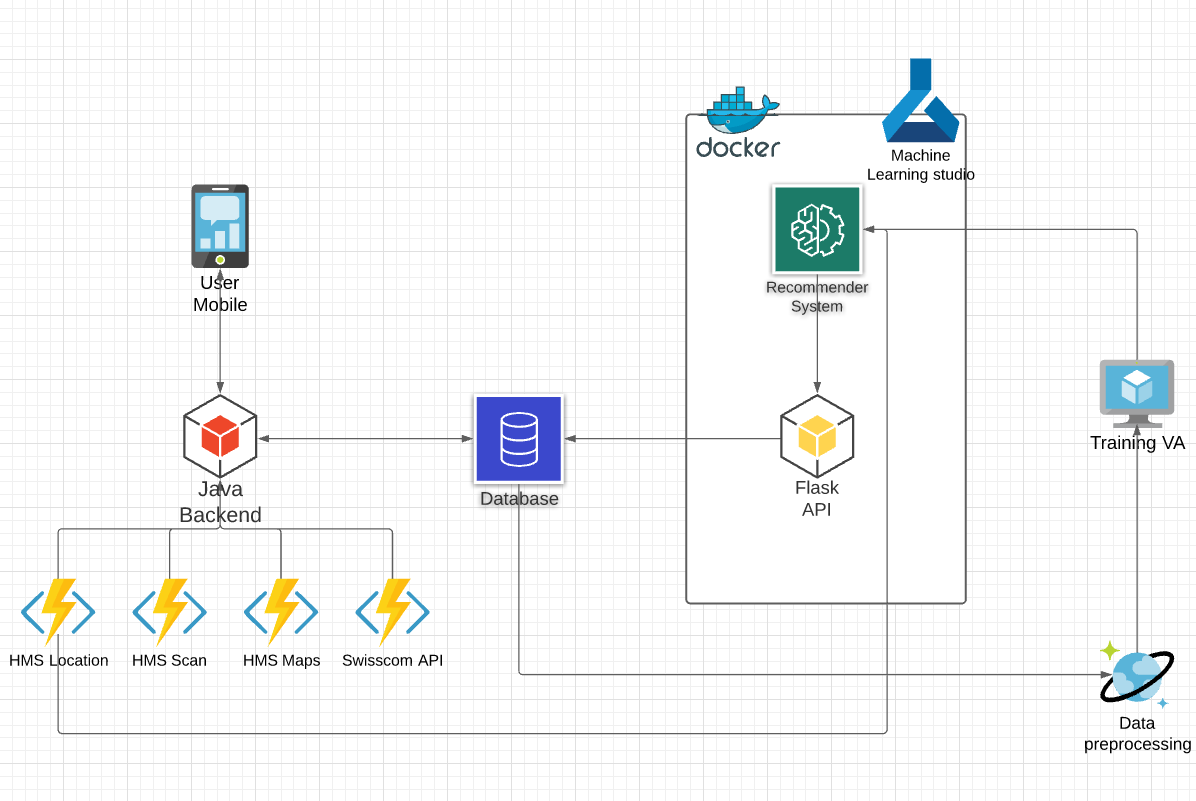 docker
Machine
Learning studio
User
Mobile
Recommender
System
Training VA
Java
Backend
Database
Flask
API
HMS Location
HMS Scan
HMS Maps
Swisscom API
Data
preprocessing